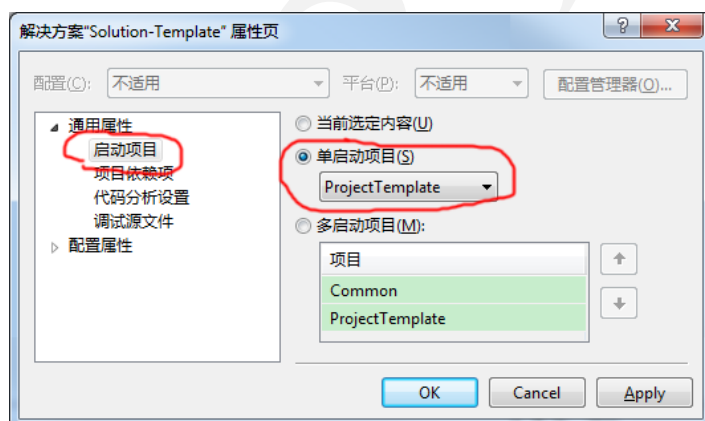 解决方案"Solution-Template" 属性页
配置(C): 不适用 平台(P): 不适用 配置管理器(O)...
通用属性
启动项目
项目依赖项
代码分析设置
调试源文件
配置属性
当前选定内容(U)
单启动项目(S)
ProjectTemplate
多启动项目(M):
项目
Common
ProjectTemplate
OK Cancel Apply